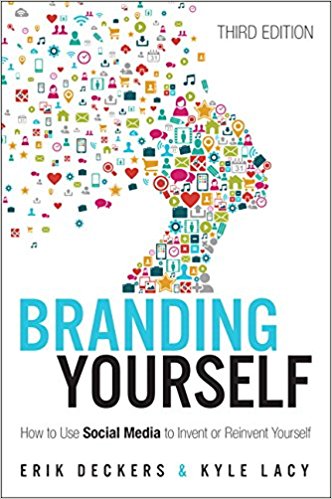 THIRD EDITION
BRANDING
YOURSELF
How to Use Social Media to Invent or Reinvent Yourself
ERIK DECKERS & KYLE LACY